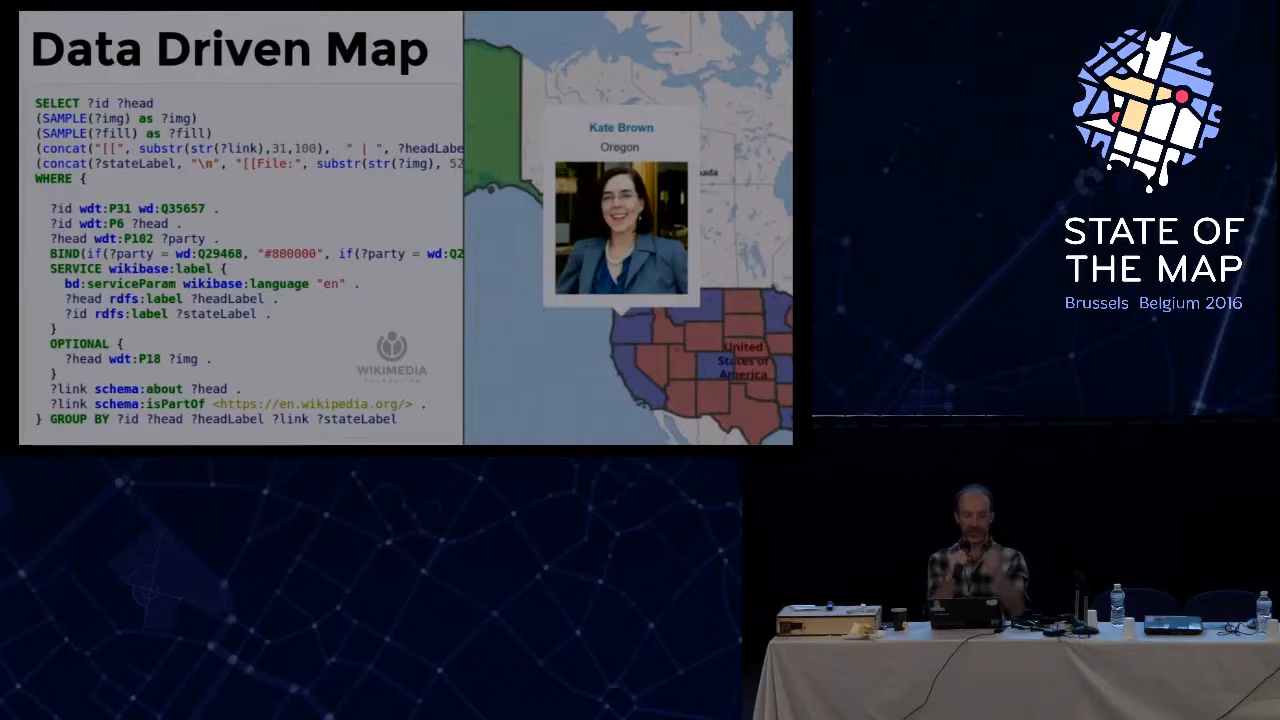 Data Driven Map
SELECT ?id ?head
(SAMPLE(?img) as ?img)
(SAMPLE(?fill) as ?fill)
(concat("[[", substr(str(?link),31,100), " | ", ?headLabe
(concat(?stateLabel, "\n", "[[File:", substr(str(?img), 52
WHERE {
?id wdt:P31 wd:Q35657 .
?id wdt:P6 ?head .
?head wdt:P102 ?party .
BIND(if(?party = wd:Q29468, "#800000", if(?party = wd:Q2
SERVICE wikibase:label {
bd:serviceParam wikibase:language "en" .
?head rdfs:label ?headLabel .
?id rdfs:label ?stateLabel .
}
OPTIONAL {
?head wdt:P18 ?img .
}
?link schema:about ?head .
?link schema:isPartOf <https://en.wikipedia.org/> .
} GROUP BY ?id ?head ?headLabel ?link ?stateLabel
WIKIMEDIA
FOUNDATION
Kate Brown
Oregon
nada
United
States of
America
STATE OF
THE MAP
Brussels Belgium 2016